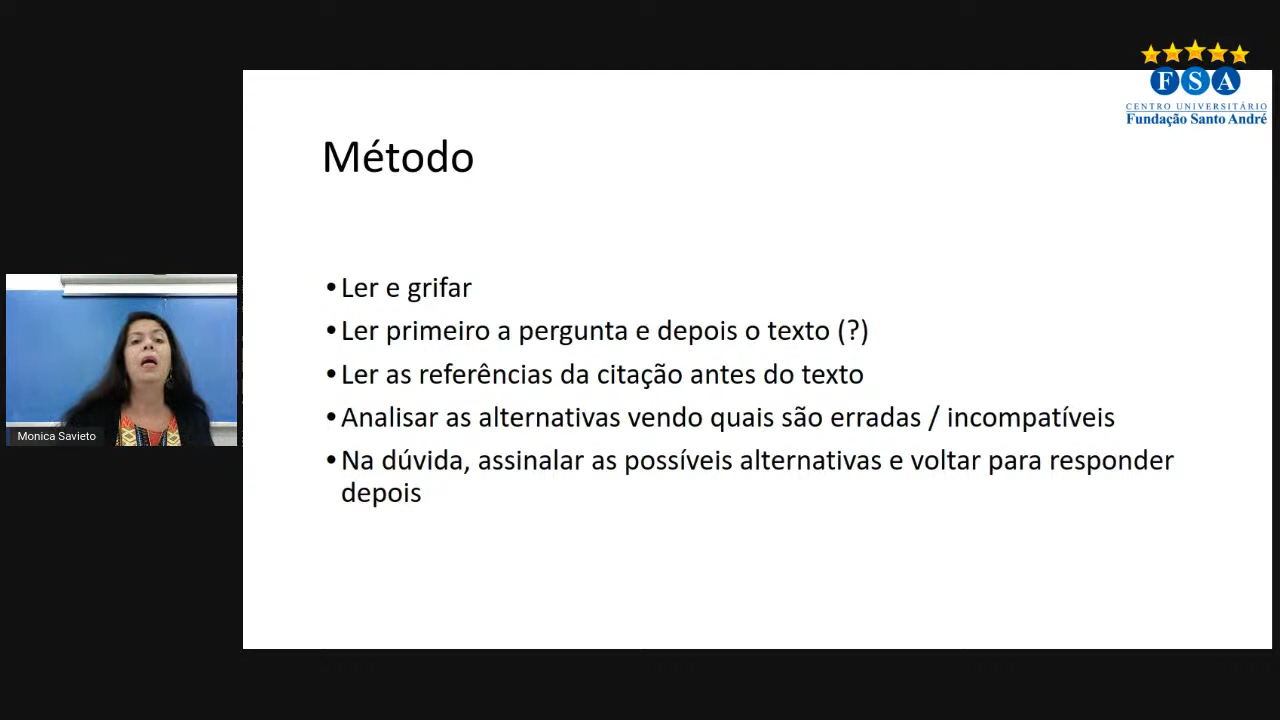 F S A
CENTRO UNIVERSITÁRIO
Fundação Santo André
Método
•Ler e grifar
•Ler primeiro a pergunta e depois o texto (?)
•Ler as referências da citação antes do texto
•Analisar as alternativas vendo quais são erradas / incompatíveis
•Na dúvida, assinalar as possíveis alternativas e voltar para responder
depois
Monica Savieto